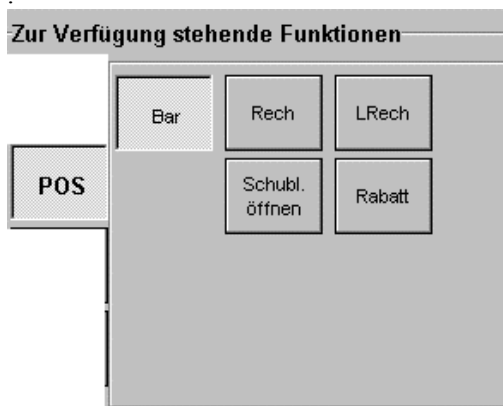 Zur Verfügung stehende Funktionen
Bar
Rech
LRech
POS
Schubl.
öffnen
Rabatt